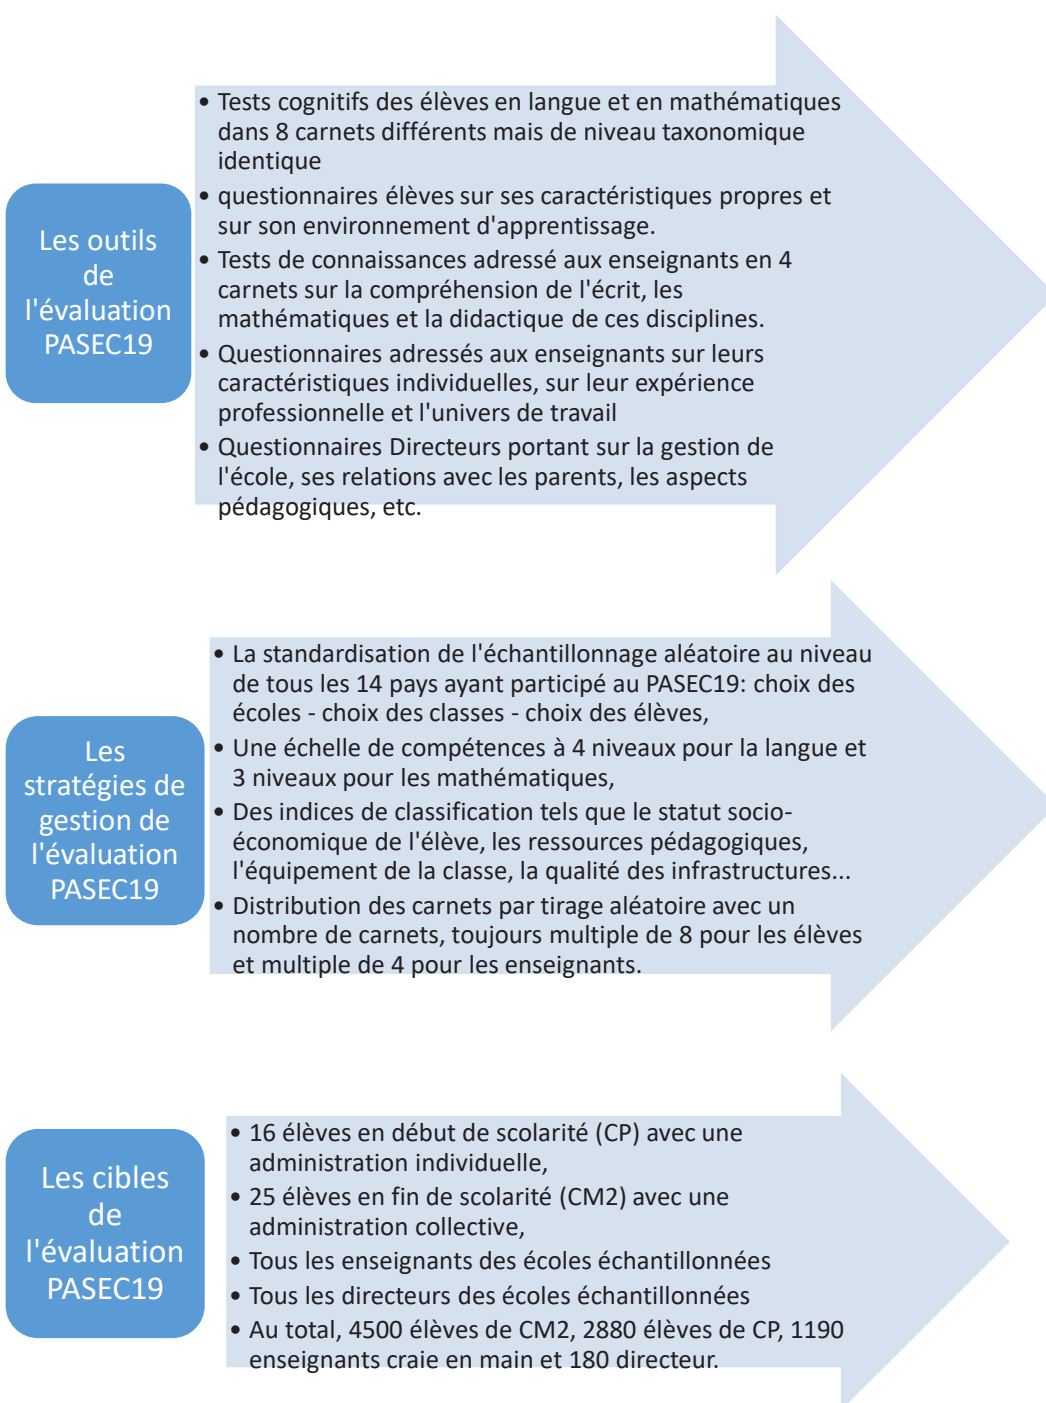 Les outils
de
l'évaluation
PASEC19
• Tests cognitifs des élèves en langue et en mathématiques
dans 8 carnets différents mais de niveau taxonomique
identique
• questionnaires élèves sur ses caractéristiques propres et
sur son environnement d'apprentissage.
• Tests de connaissances adressé aux enseignants en 4
carnets sur la compréhension de l'écrit, les
mathématiques et la didactique de ces disciplines.
• Questionnaires adressés aux enseignants sur leurs
caractéristiques individuelles, sur leur expérience
professionnelle et l'univers de travail
• Questionnaires Directeurs portant sur la gestion de
l'école, ses relations avec les parents, les aspects
pédagogiques, etc.
Les
stratégies de
gestion de
l'évaluation
PASEC19
• La standardisation de l'échantillonnage aléatoire au niveau
de tous les 14 pays ayant participé au PASEC19: choix des
écoles - choix des classes - choix des élèves,
• Une échelle de compétences à 4 niveaux pour la langue et
3 niveaux pour les mathématiques,
• Des indices de classification tels que le statut socio-
économique de l'élève, les ressources pédagogiques,
l'équipement de la classe, la qualité des infrastructures...
• Distribution des carnets par tirage aléatoire avec un
nombre de carnets, toujours multiple de 8 pour les élèves
et multiple de 4 pour les enseignants.
Les cibles
de
l'évaluation
PASEC19
• 16 élèves en début de scolarité (CP) avec une
administration individuelle,
• 25 élèves en fin de scolarité (CM2) avec une
administration collective,
• Tous les enseignants des écoles échantillonnées
• Tous les directeurs des écoles échantillonnées
• Au total, 4500 élèves de CM2, 2880 élèves de CP, 1190
enseignants craie en main et 180 directeur.